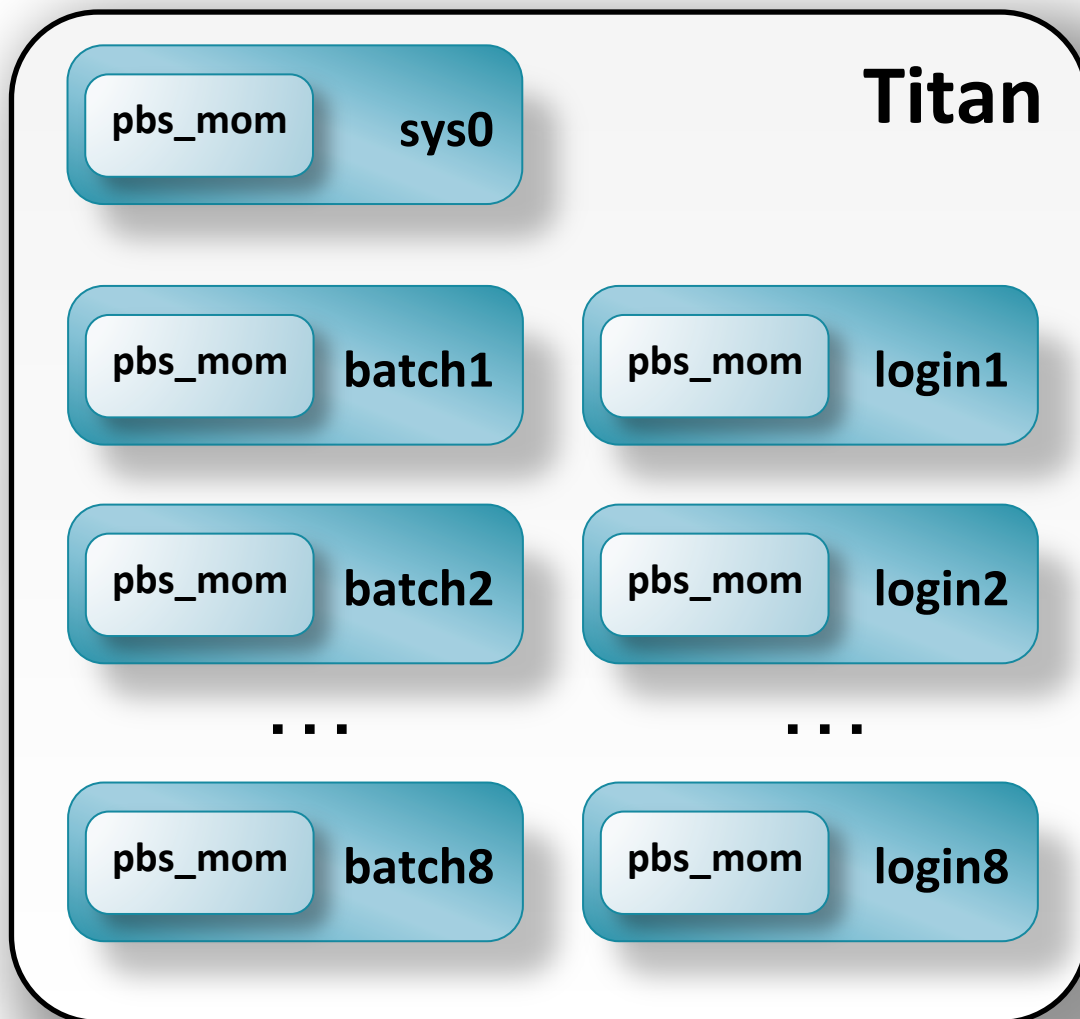 Titan
pbs_mom sys0
pbs_mom batch1
pbs_mom login1
pbs_mom batch2
pbs_mom login2
. . .
. . .
pbs_mom batch8
pbs_mom login8